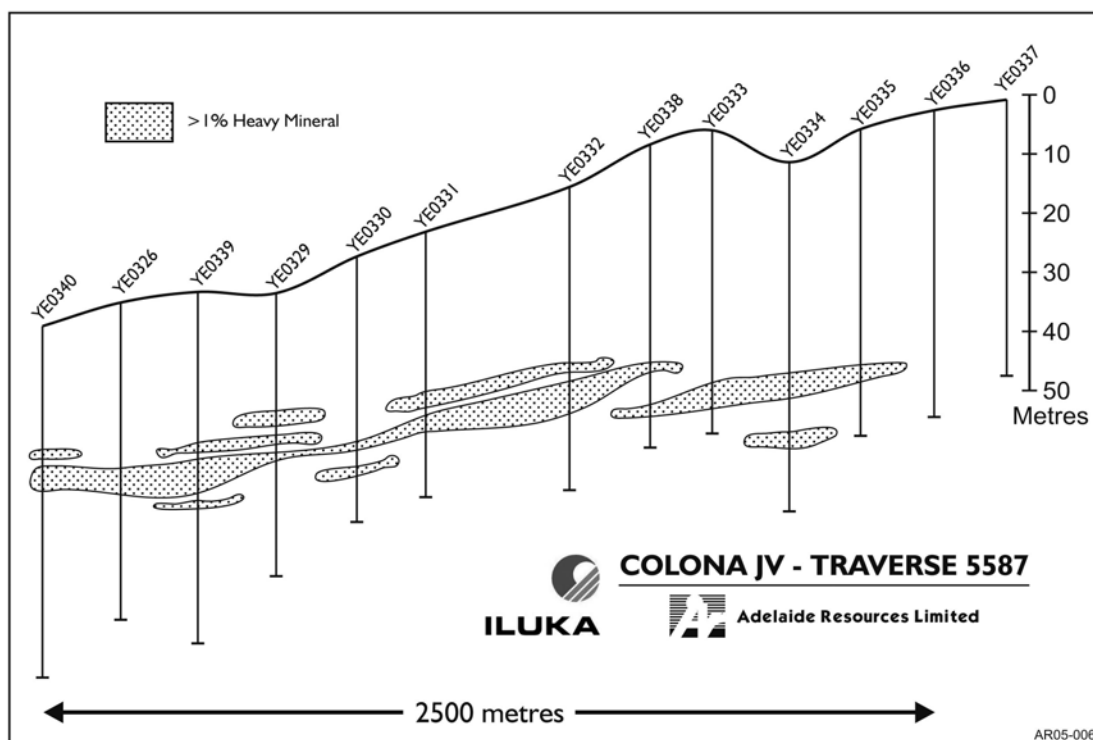 >1% Heavy Mineral
YE0340
YE0326
YE0339
YE0329
YE0330
YE0331
YE0332
YE0338
YE0333
YE0334
YE0335
YE0336
YE0337
0
10
20
30
40
50
Metres
COLONA JV - TRAVERSE 5587
ILUKA
Ar Adelaide Resources Limited
2500 metres
AR05-006